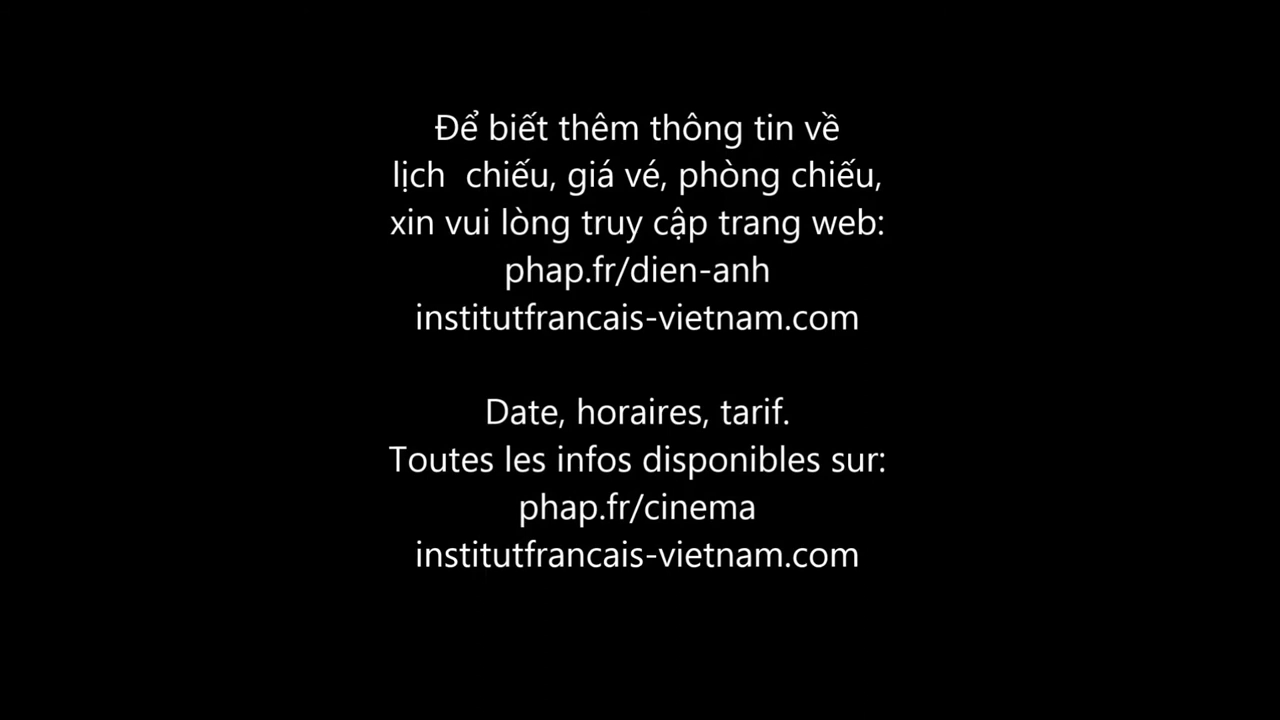 Để biết thêm thông tin về
lịch  chiếu, giá vé, phòng chiếu,
xin vui lòng truy cập trang web:
phap.fr/dien-anh
institutfrancais-vietnam.com
Date, horaires, tarif.
Toutes les infos disponibles sur:
phap.fr/cinema
institutfrancais-vietnam.com